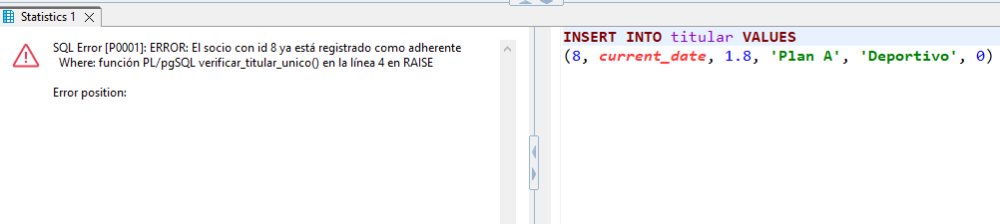 Statistics 1
SQL Error [P0001]: ERROR: El socio con id 8 ya está registrado como adherente
Where: función PL/pgSQL verificar_titular_unico() en la línea 4 en RAISE
Error position:
INSERT INTO titular VALUES
(8, current_date, 1.8, 'Plan A', 'Deportivo', 0)